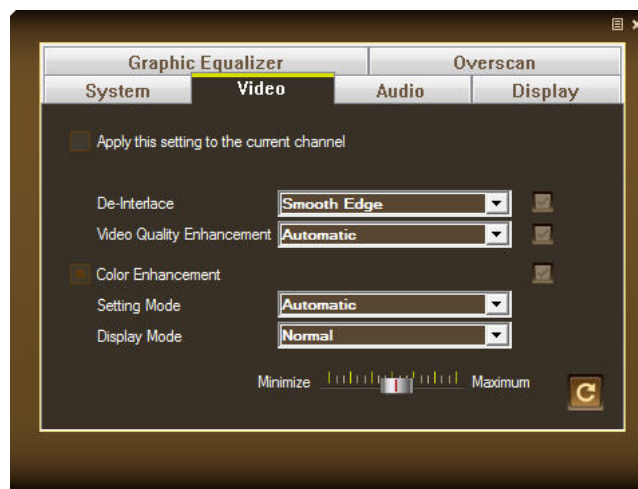 Graphic Equalizer Overscan
System Video Audio Display
Apply this setting to the current channel
De-Interlace Smooth Edge
Video Quality Enhancement Automatic
Color Enhancement
Setting Mode Automatic
Display Mode Normal
Minimize Maximum